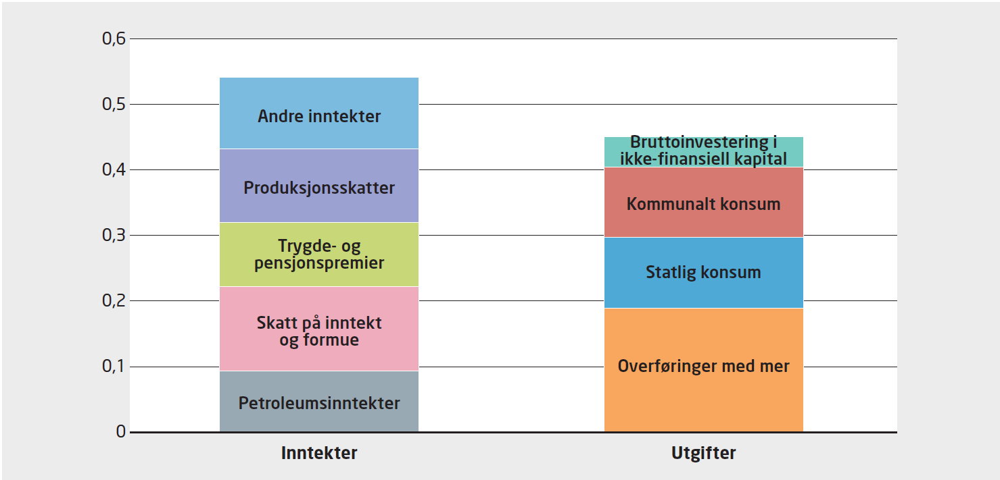 0,6
0,5
0,4
0,3
0,2
0,1
0
Andre inntekter
Produksjonsskatter
Trygde- og
pensjonspremier
Skatt på inntekt
og formue
Petroleumsinntekter
Bruttoinvestering i
ikke-finansiell kapital
Kommunalt konsum
Statlig konsum
Overføringer med mer
Inntekter
Utgifter